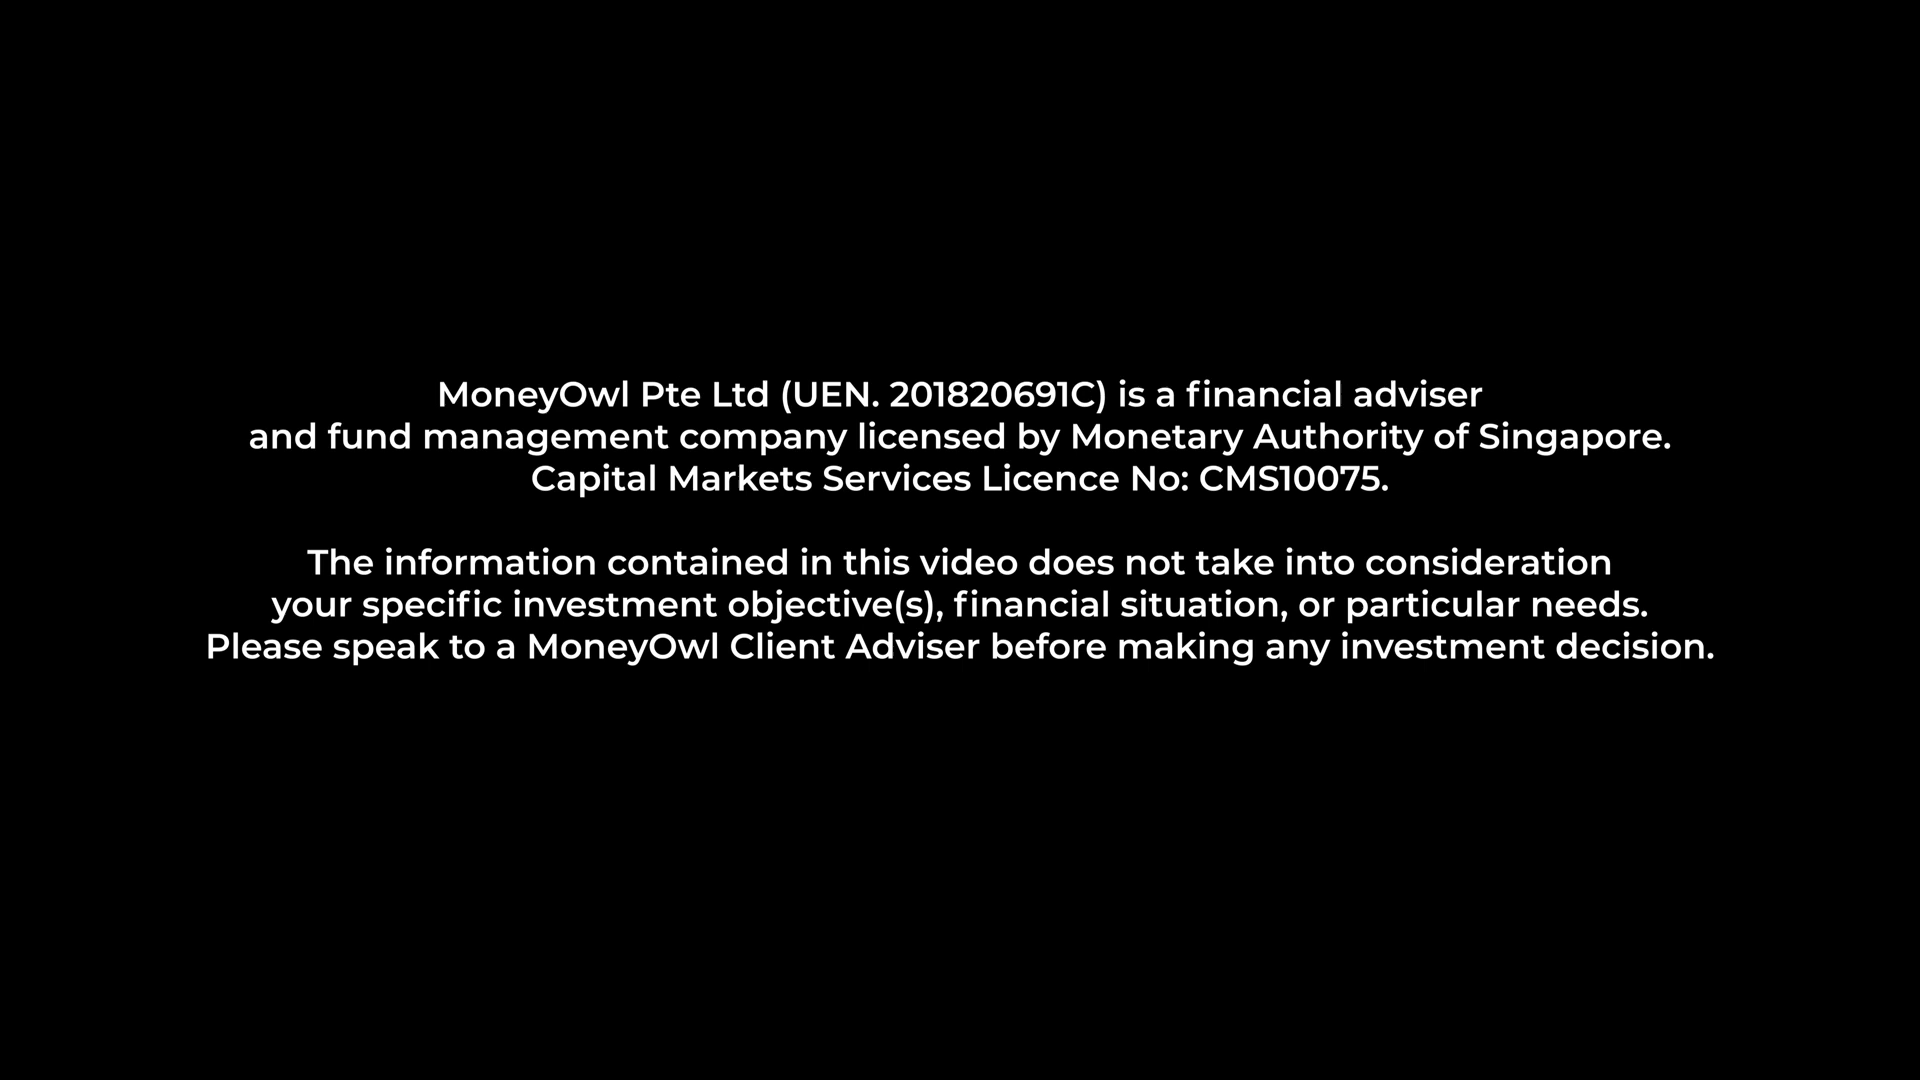 MoneyOwl Pte Ltd (UEN. 201820691C) is a financial adviser
and fund management company licensed by Monetary Authority of Singapore.
Capital Markets Services Licence No: CMS10075.
The information contained in this video does not take into consideration
your specific investment objective(s), financial situation, or particular needs.
Please speak to a MoneyOwl Client Adviser before making any investment decision.